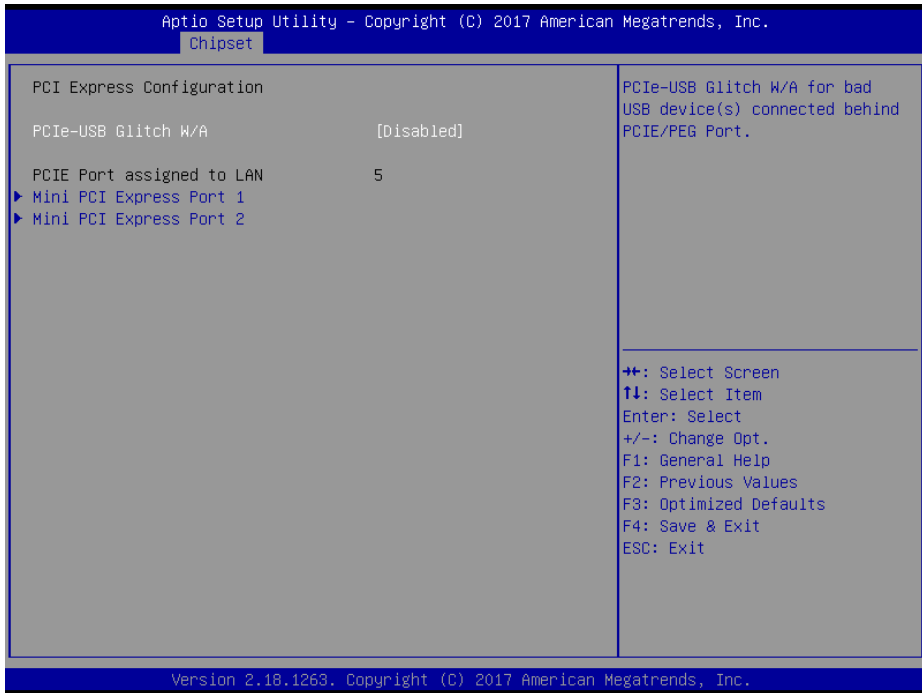 Aptio Setup Utility – Copyright (C) 2017 American Megatrends, Inc.
Chipset
PCI Express Configuration
PCIe-USB Glitch W/A [Disabled]
PCIE Port assigned to LAN 5
▶ Mini PCI Express Port 1
▶ Mini PCI Express Port 2
PCIe-USB Glitch W/A for bad
USB device(s) connected behind
PCIE/PEG Port.
→←: Select Screen
↑↓: Select Item
Enter: Select
+/-: Change Opt.
F1: General Help
F2: Previous Values
F3: Optimized Defaults
F4: Save & Exit
ESC: Exit
Version 2.18.1263. Copyright (C) 2017 American Megatrends, Inc.